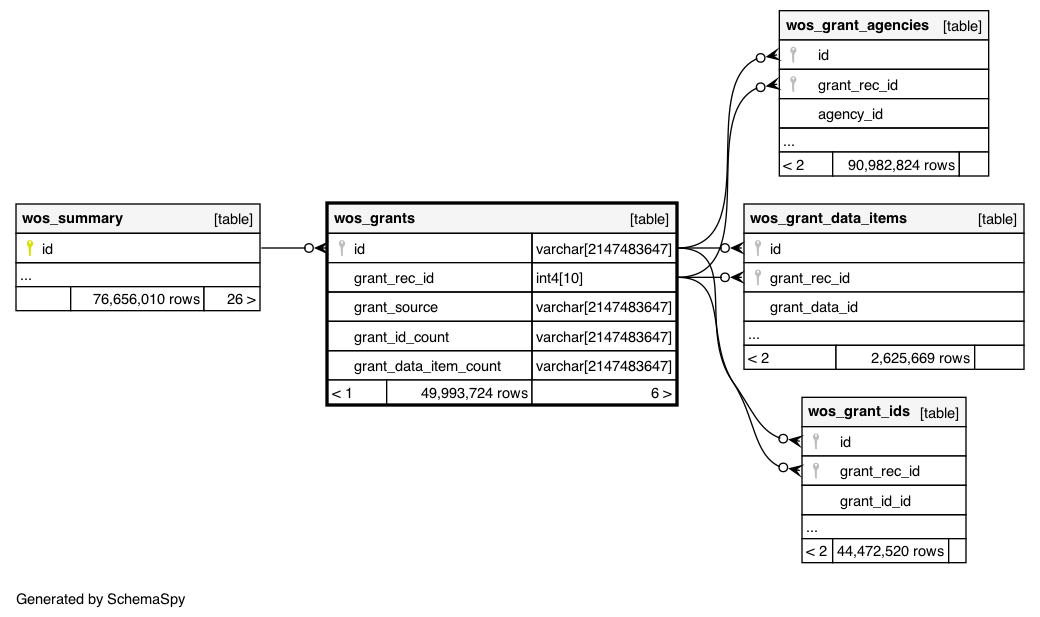 wos_grant_agencies [table]
id
grant_rec_id
agency_id
...
< 2 90,982,824 rows
wos_summary [table]
id
...
76,656,010 rows 26 >
wos_grants [table]
id varchar[2147483647]
grant_rec_id int4[10]
grant_source varchar[2147483647]
grant_id_count varchar[2147483647]
grant_data_item_count varchar[2147483647]
< 1 49,993,724 rows 6 >
wos_grant_data_items [table]
id
grant_rec_id
grant_data_id
...
< 2 2,625,669 rows
wos_grant_ids [table]
id
grant_rec_id
grant_id_id
...
< 2 44,472,520 rows
Generated by SchemaSpy